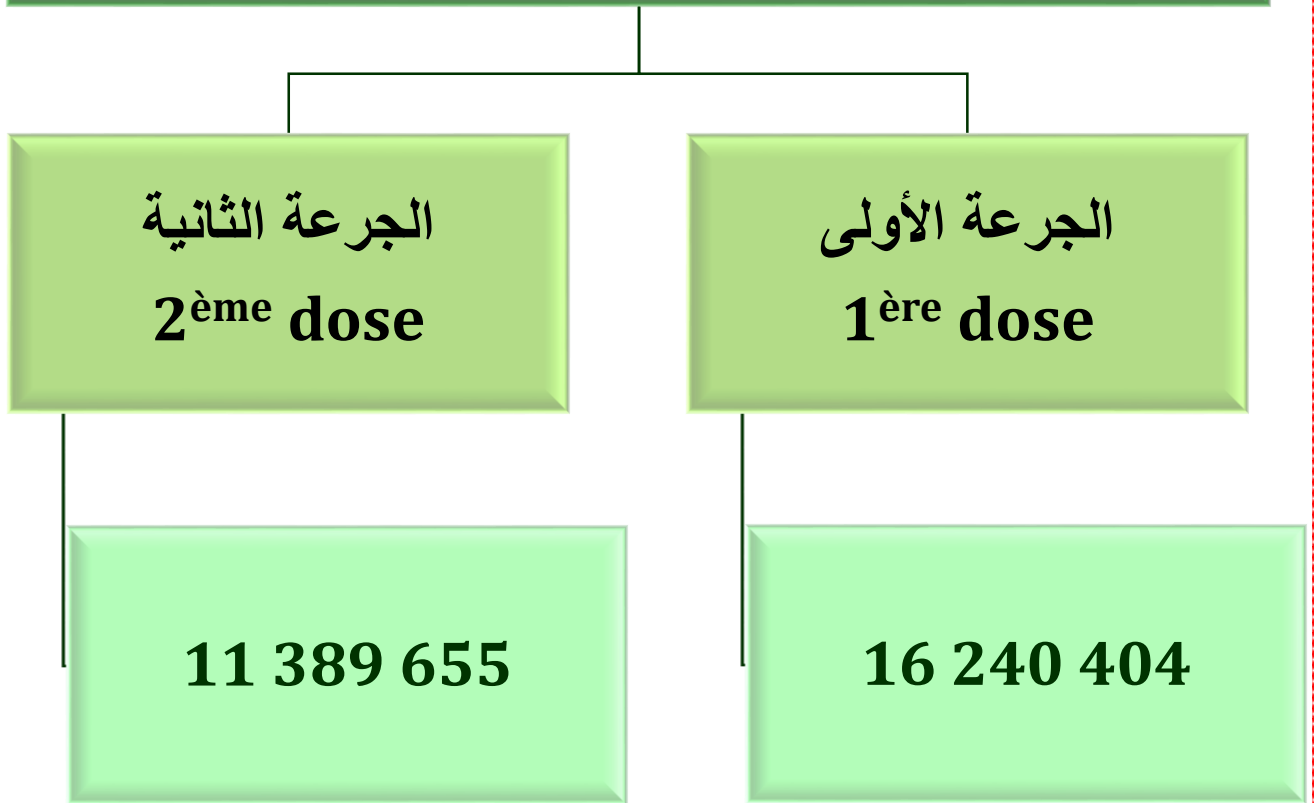 الجرعة الأولى
1ère dose
16 240 404
الجرعة الثانية
2ème dose
11 389 655